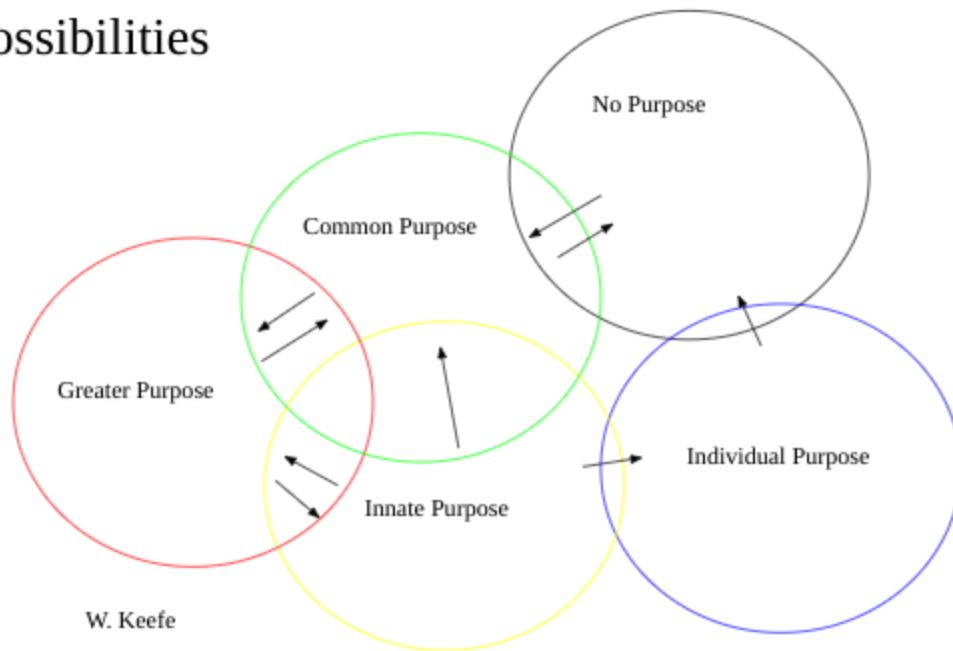 ossibilities
No Purpose
Common Purpose
Greater Purpose
Individual Purpose
Innate Purpose
W. Keefe